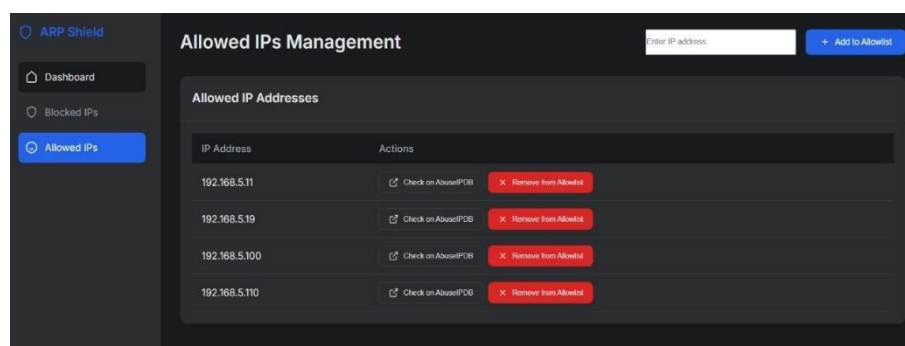 ARP Shield
Dashboard
Blocked IPs
Allowed IPs
Allowed IPs Management
Enter IP address
+ Add to Allowlist
Allowed IP Addresses
IP Address Actions
192.168.5.11 Check on AbuseIPDB × Remove from Allowlist
192.168.5.19 Check on AbuseIPDB × Remove from Allowlist
192.168.5.100 Check on AbuseIPDB × Remove from Allowlist
192.168.5.110 Check on AbuseIPDB × Remove from Allowlist